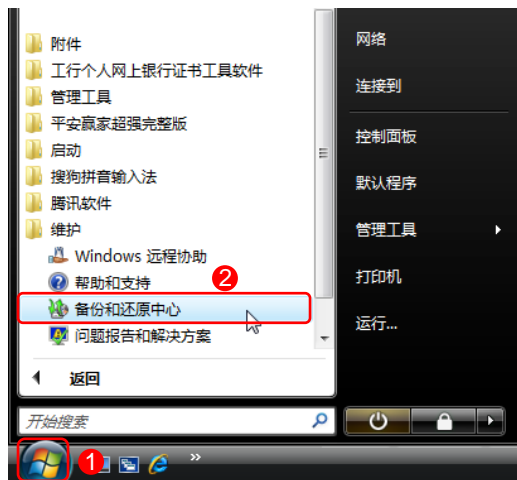 附件
工行个人网上银行证书工具软件
管理工具
平安赢家超强完整版
启动
搜狗拼音输入法
腾讯软件
维护
Windows 远程协助
帮助和支持
2
备份和还原中心
问题报告和解决方案
返回
开始搜索
网络
连接到
控制面板
默认程序
管理工具
打印机
运行...
1